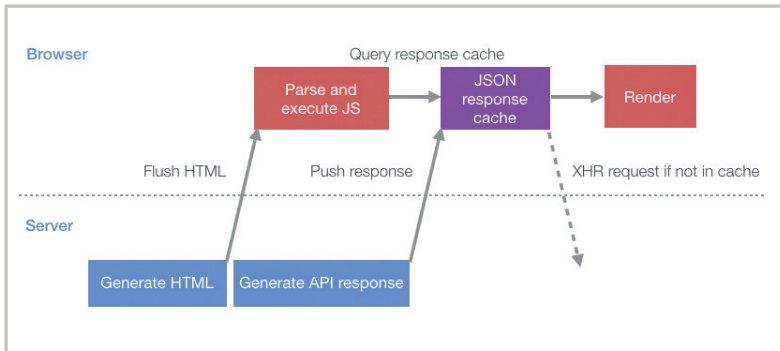 Browser
Query response cache
Parse and
execute JS
JSON
response
cache
Render
Flush HTML
Push response
XHR request if not in cache
Server
Generate HTML
Generate API response